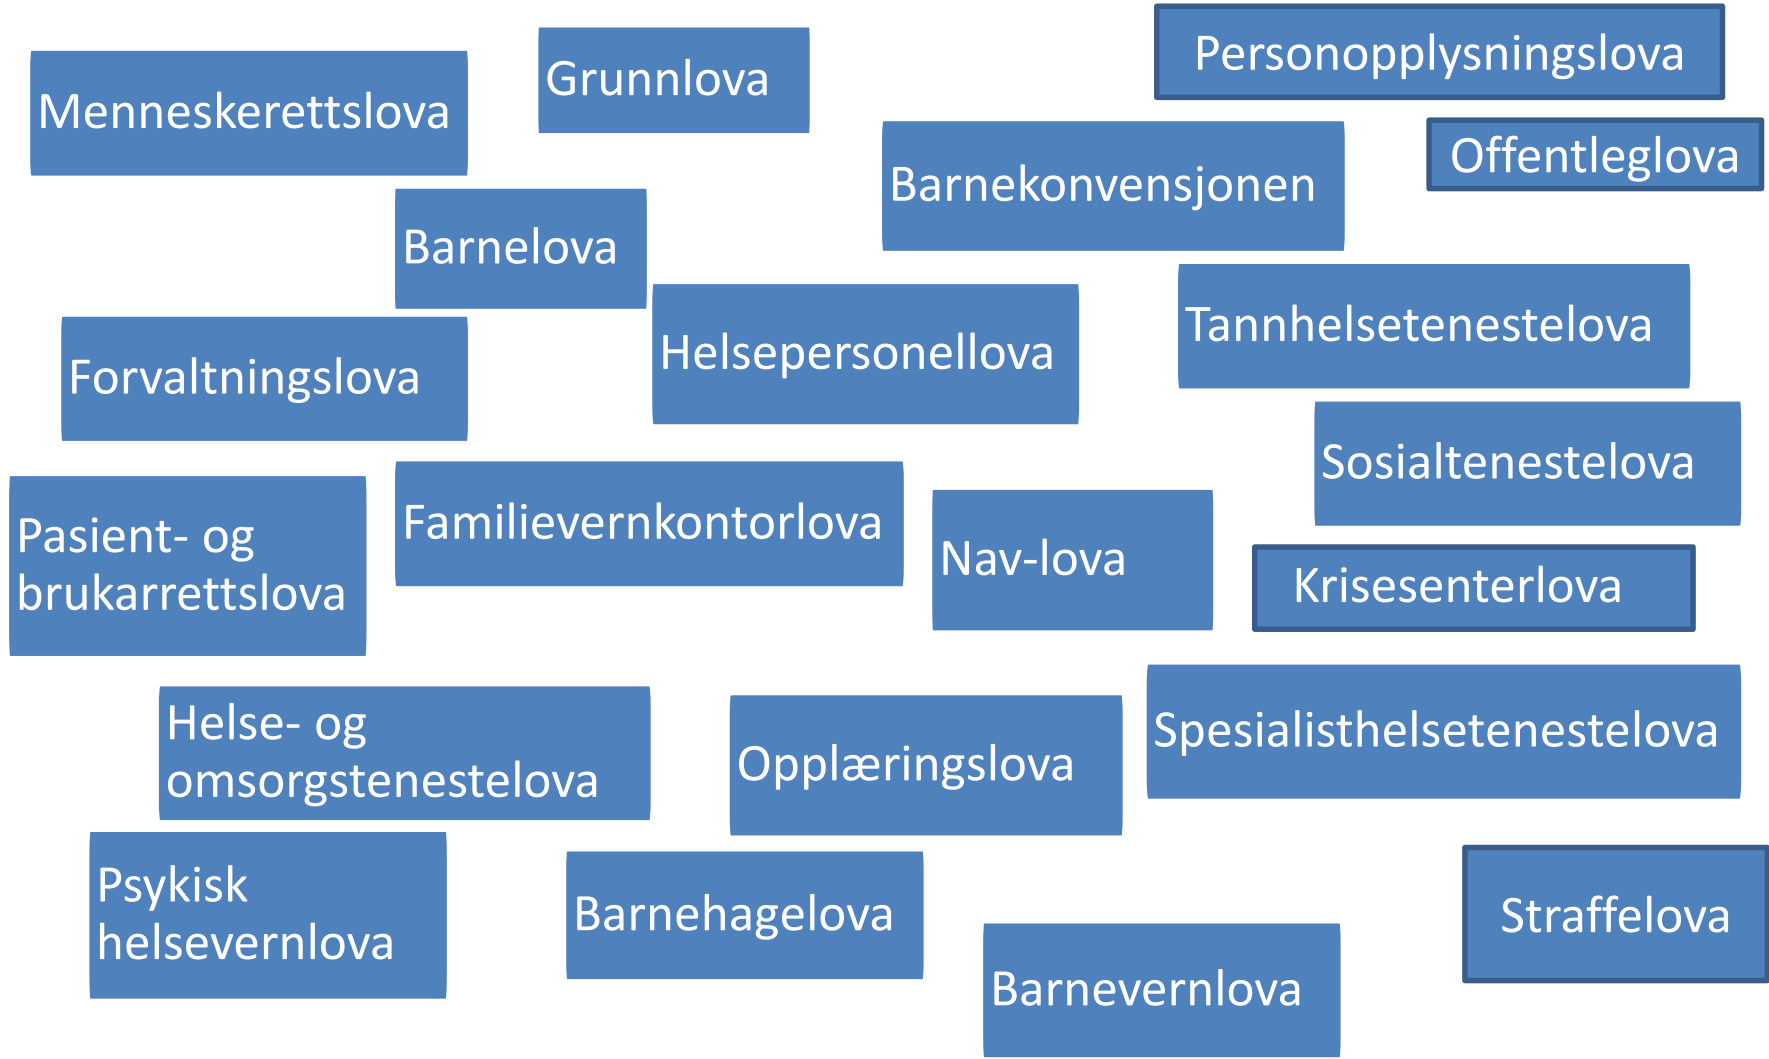 Personopplysningslova
Grunnlova
Menneskerettslova
Offentleglova
Barnekonvensjonen
Barnelova
Tannhelsetenestelova
Helsepersonellova
Forvaltningslova
Sosialtenestelova
Familievernkontorlova
Pasient- og
brukarrettslova
Nav-lova
Krisesenterlova
Helse- og
omsorgstenestelova
Spesialisthelsetenestelova
Opplæringslova
Psykisk
helsevernlova
Barnehagelova
Straffelova
Barnevernlova